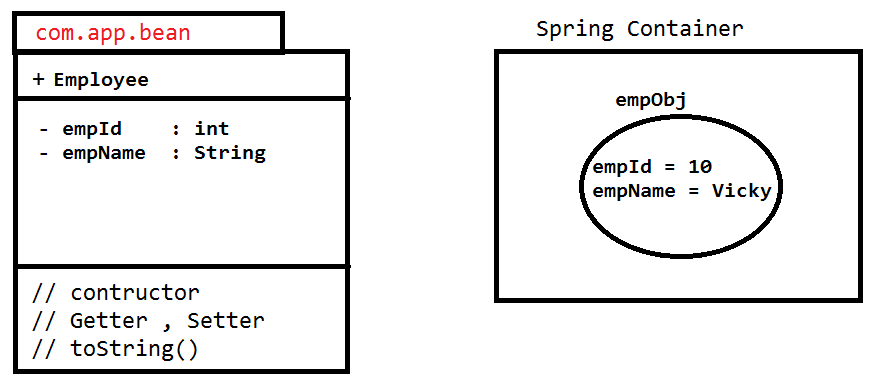 com.app.bean
+ Employee
- empId : int
- empName : String
// contructor
// Getter , Setter
// toString()
Spring Container
empObj
empId = 10
empName = Vicky